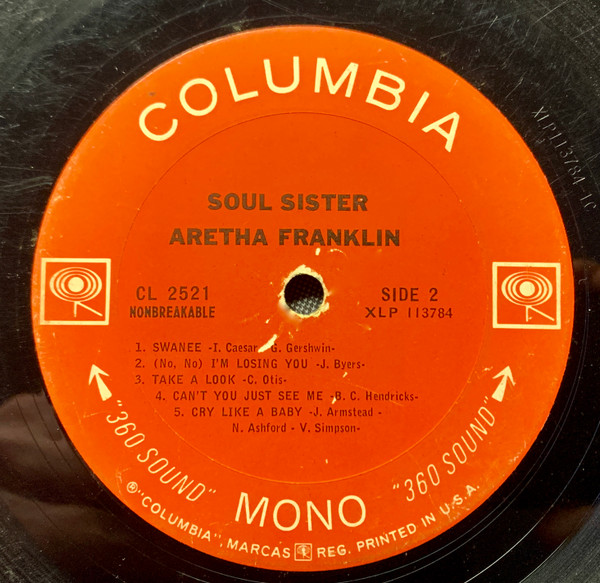 COLUMBIA
SOUL SISTER
ARETHA FRANKLIN
CL 2521
NONBREAKABLE
SIDE 2
XLP 113784
1. SWANEE -I. Caesar G. Gershwin-
2. (No, No) I'M LOSING YOU -J. Byers-
3. TAKE A LOOK -C. Otis-
4. CAN'T YOU JUST SEE ME -B. C. Hendricks-
5. CRY LIKE A BABY -J. Armstead -
N. Ashford - V. Simpson-
"360 SOUND"
MONO
"360 SOUND"
® "COLUMBIA", MARCAS REG. PRINTED IN U.S.A.
XLP113784-1C